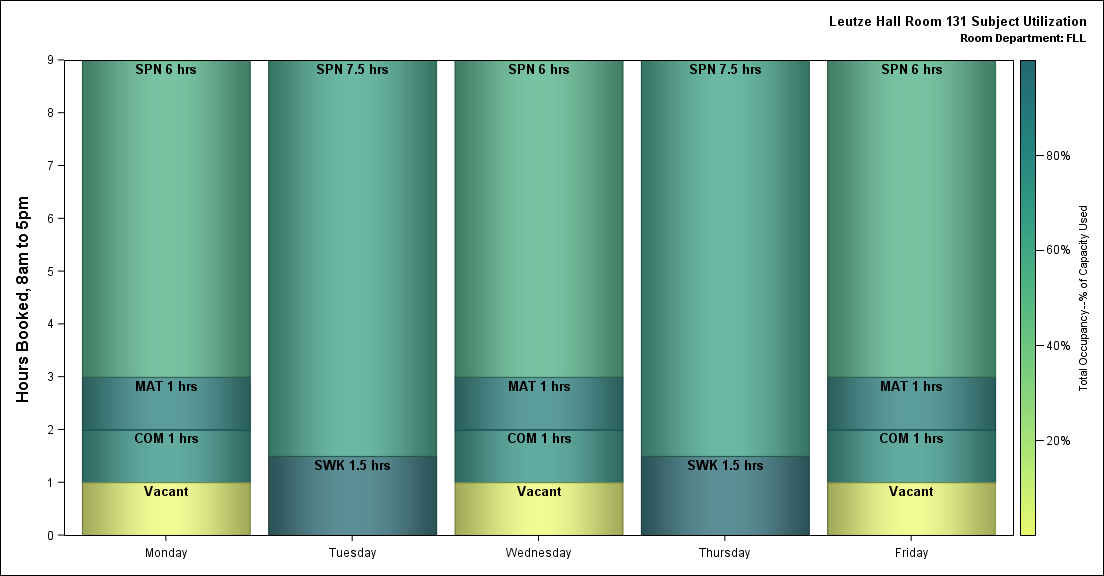 Leutze Hall Room 131 Subject Utilization
Room Department: FLL
Hours Booked, 8am to 5pm
9
8
7
6
5
4
3
2
1
0
SPN 6 hrs
MAT 1 hrs
COM 1 hrs
Vacant
SPN 7.5 hrs
SWK 1.5 hrs
SPN 6 hrs
MAT 1 hrs
COM 1 hrs
Vacant
SPN 7.5 hrs
SWK 1.5 hrs
SPN 6 hrs
MAT 1 hrs
COM 1 hrs
Vacant
Monday
Tuesday
Wednesday
Thursday
Friday
80%
60%
40%
20%
Total Occupancy--% of Capacity Used